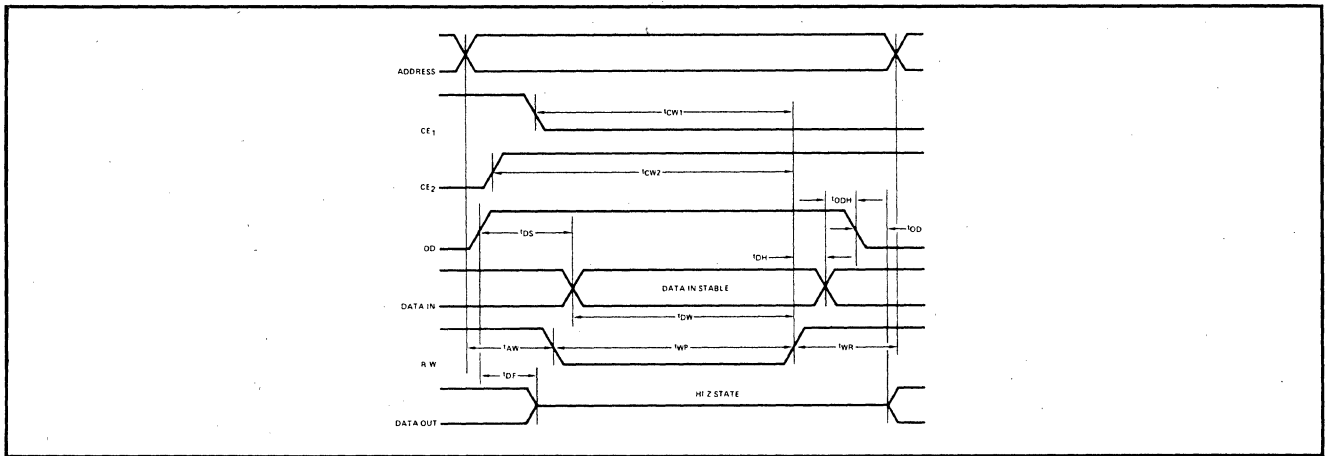 ADDRESS
tCW1
CE1
tCW2
CE2
tODH
tDS
tOD
OD
tDH
DATA IN STABLE
DATA IN
tDW
tAW
tWP
tWR
R W
tDF
HI Z STATE
DATA OUT